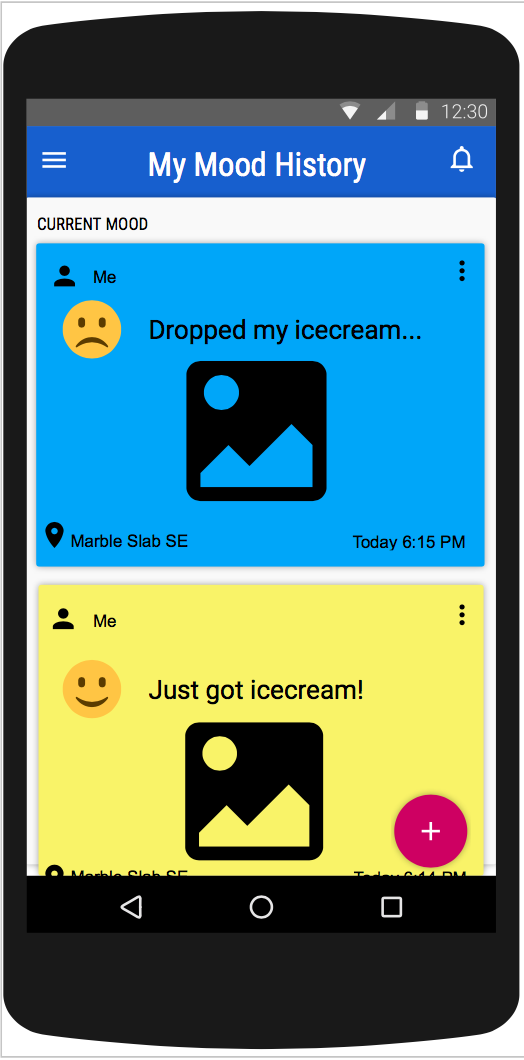 12:30
My Mood History
CURRENT MOOD
Me
Dropped my icecream...
Marble Slab SE
Today 6:15 PM
Me
Just got icecream!
Marble Slab SE
Today 6:14 PM